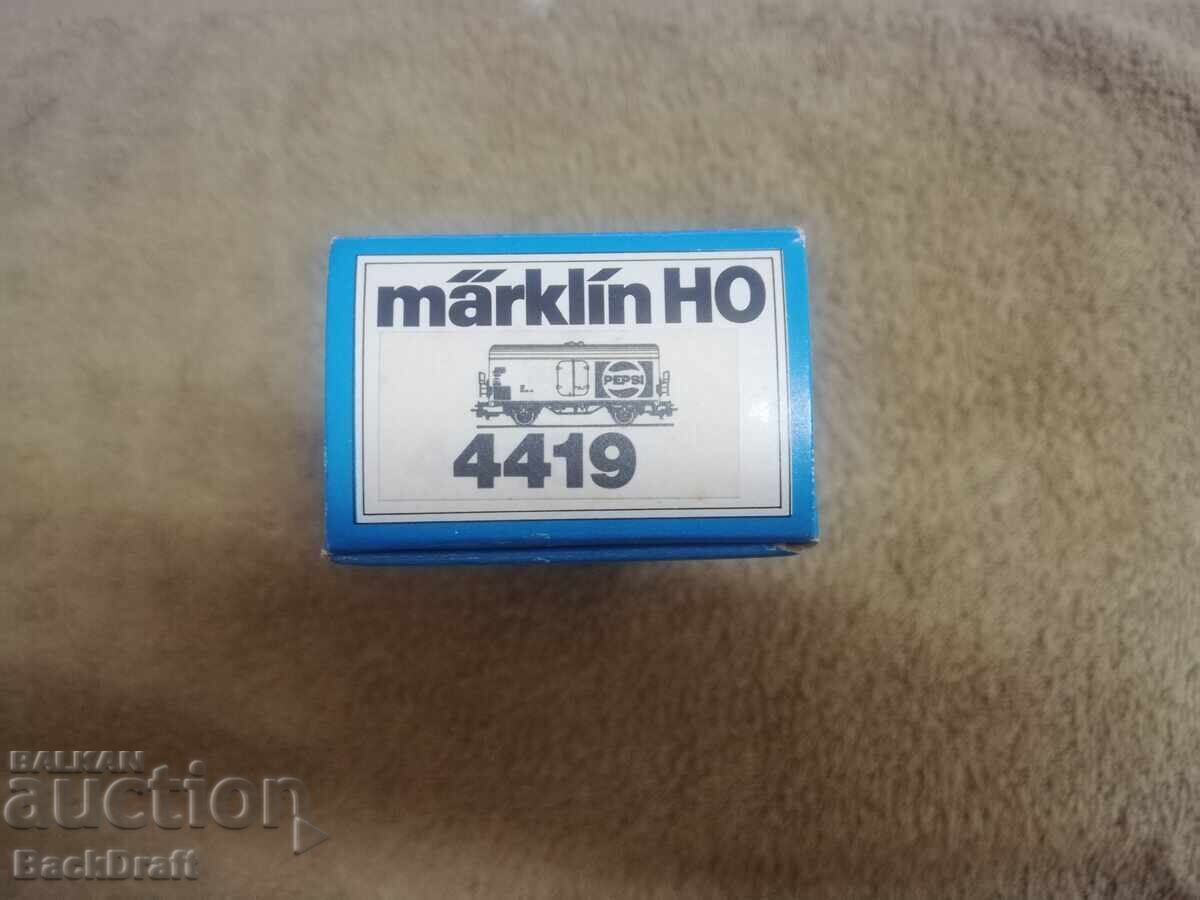 märklin HO
PEPSI
4419
BALKAN
auction
BackDraft